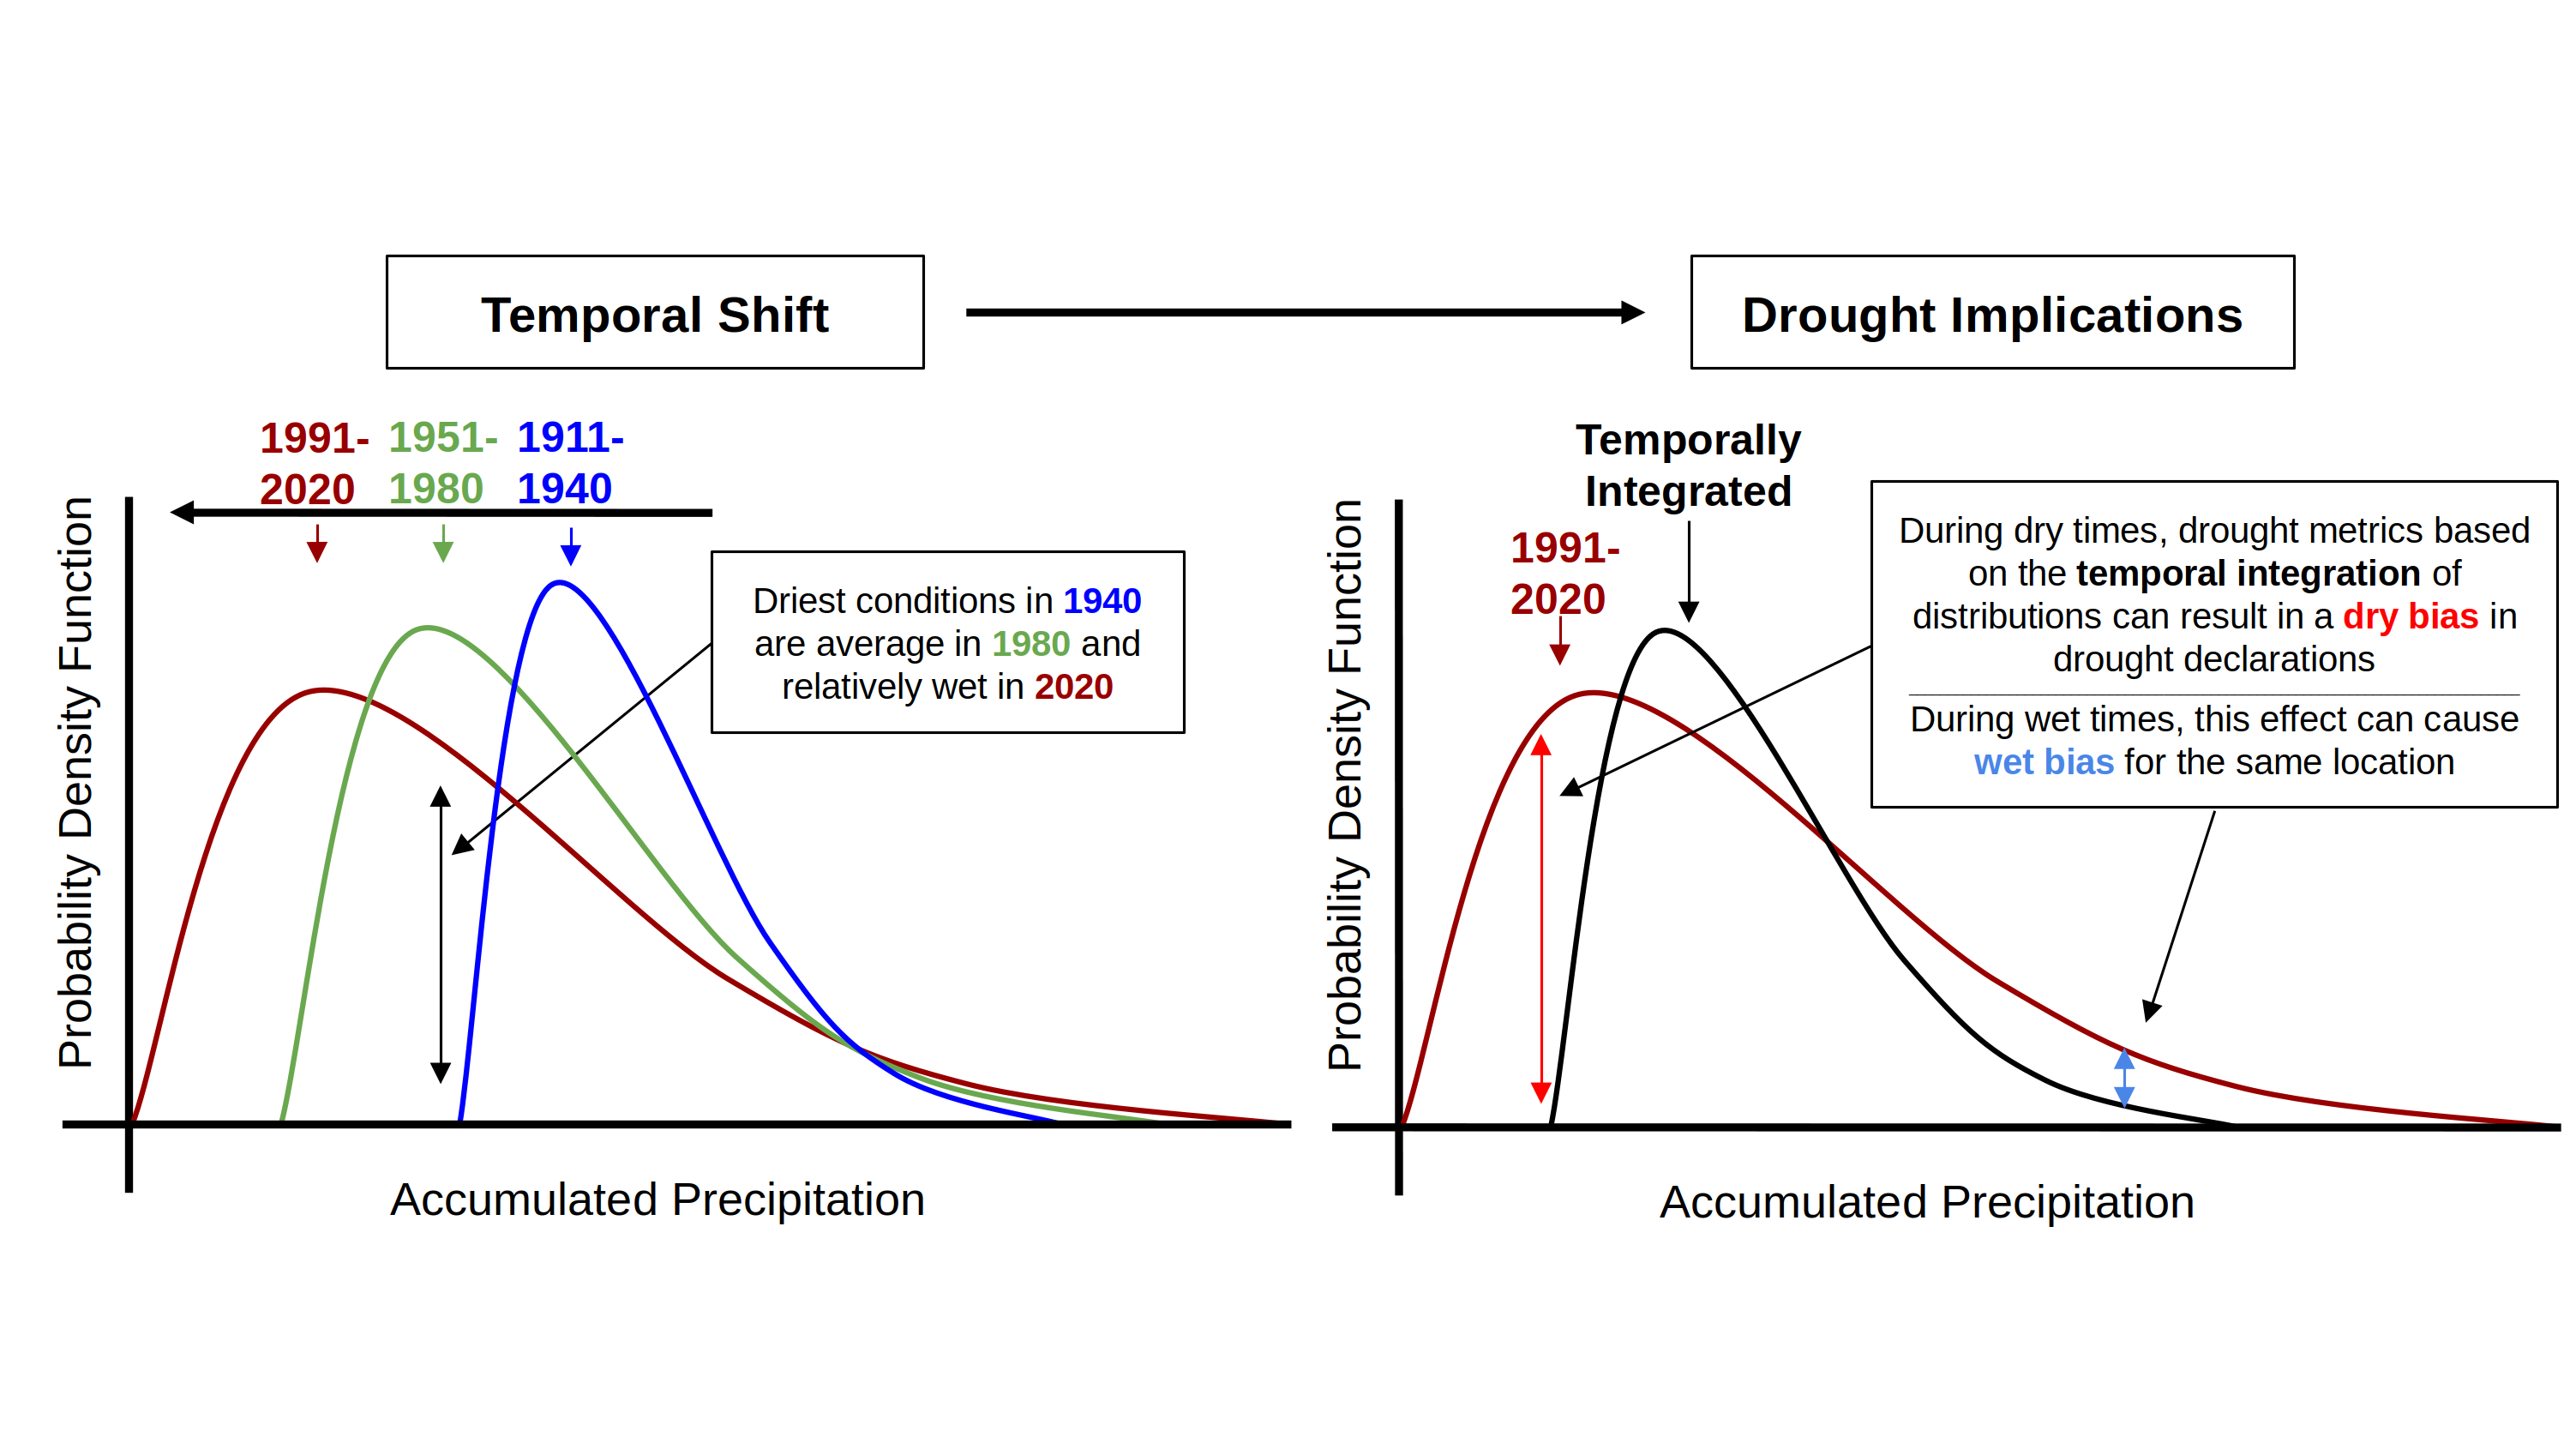 Temporal Shift
Drought Implications
1991-
2020
1951-
1980
1911-
1940
Probability Density Function
Driest conditions in 1940
are average in 1980 and
relatively wet in 2020
Accumulated Precipitation
Temporally
Integrated
1991-
2020
Probability Density Function
During dry times, drought metrics based
on the temporal integration of
distributions can result in a dry bias in
drought declarations
During wet times, this effect can cause
wet bias for the same location
Accumulated Precipitation